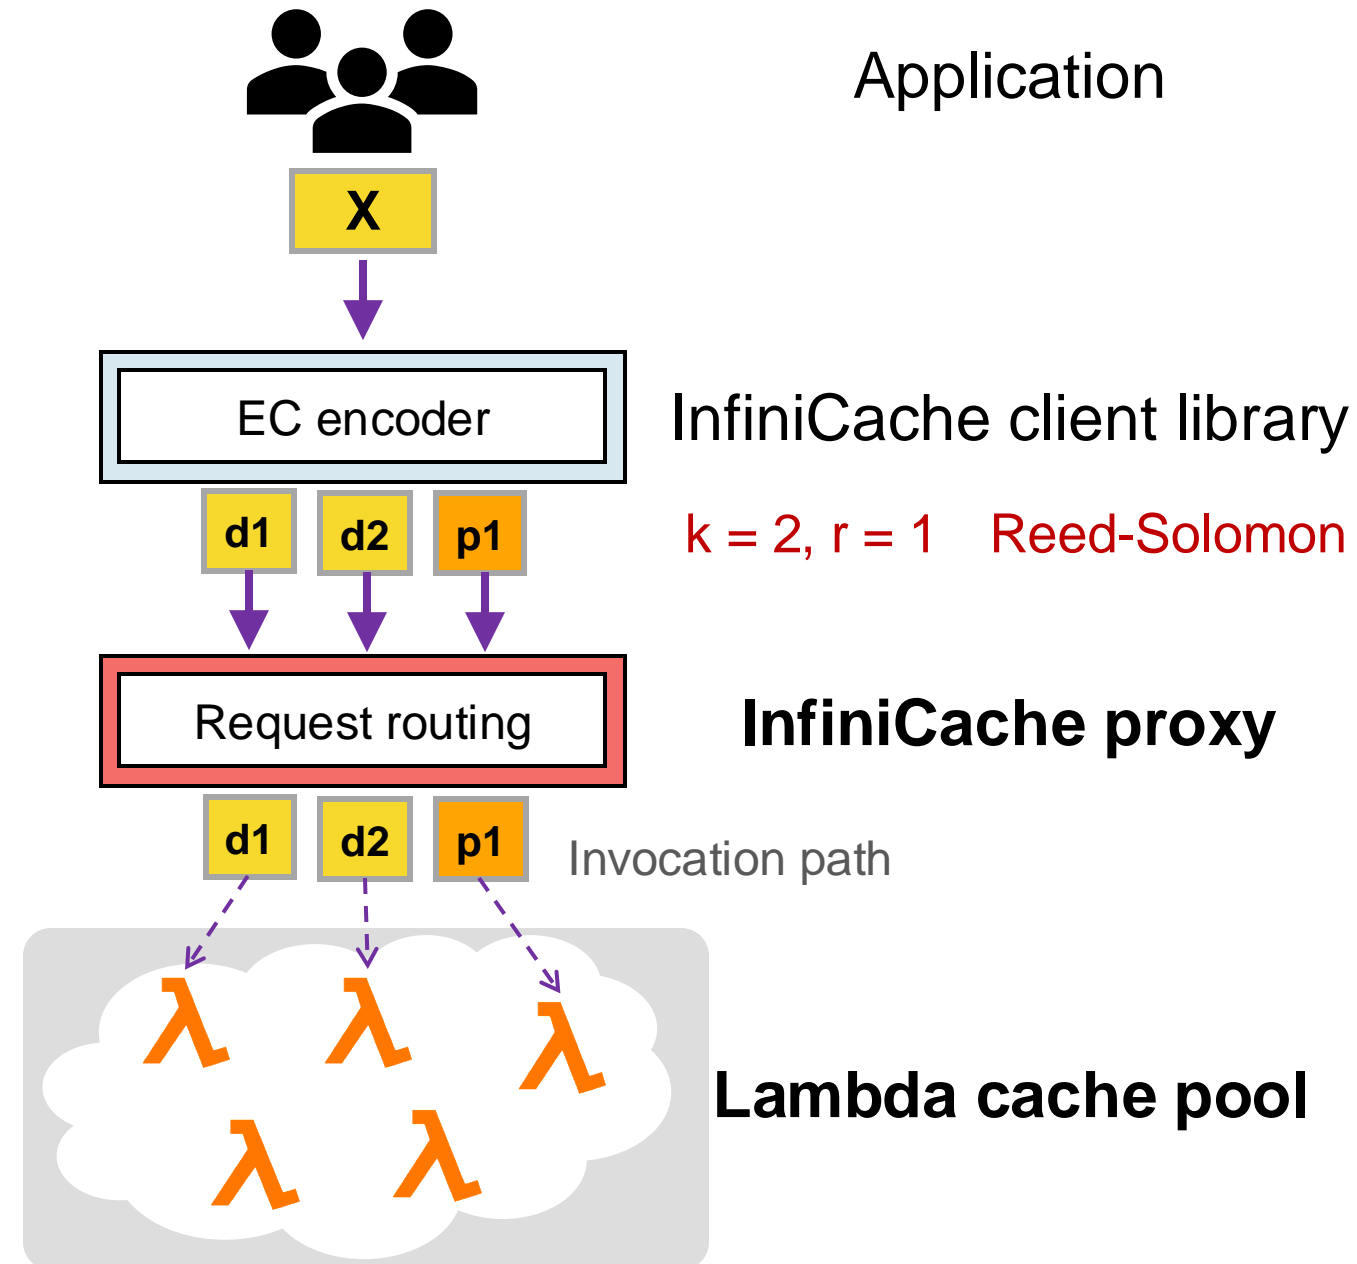 Application
X
EC encoder
InfiniCache client library
d1 d2 p1
k = 2, r = 1 Reed-Solomon
Request routing
InfiniCache proxy
d1 d2 p1
Invocation path
λ λ λ
Lambda cache pool
λ λ